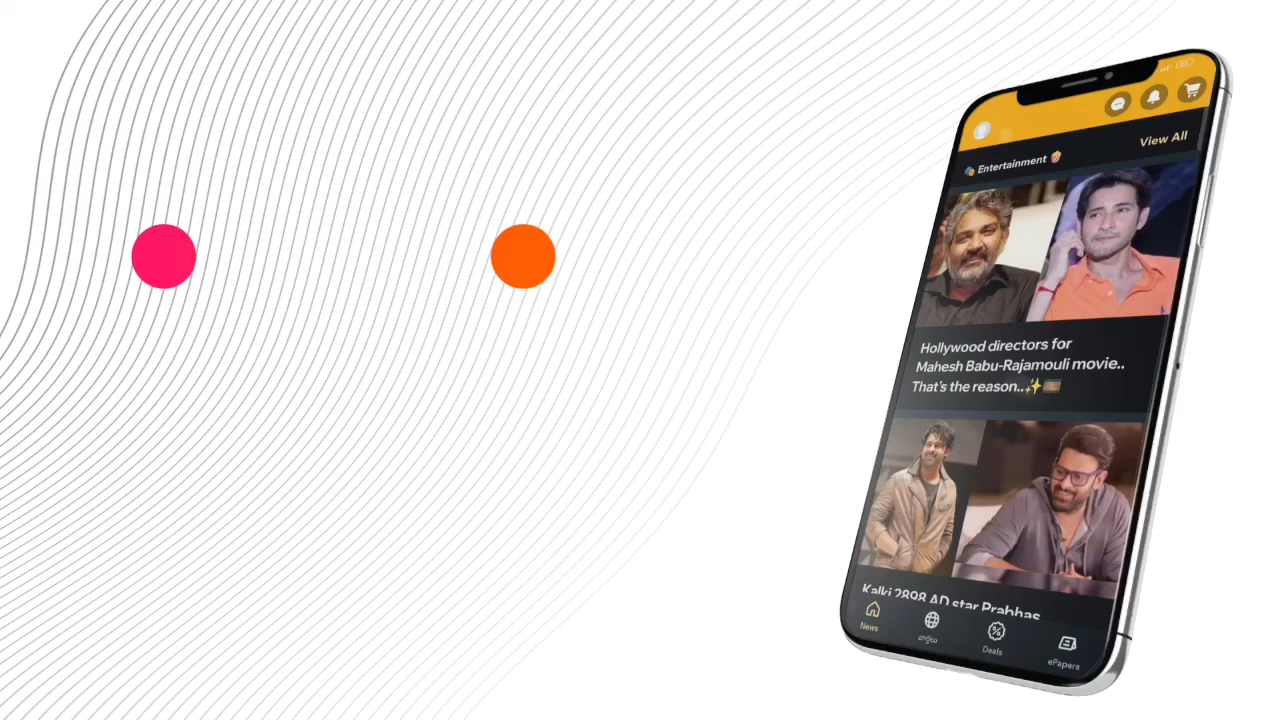 View All
🎭 Entertainment 🍿
Hollywood directors for
Mahesh Babu-Rajamouli movie..
That's the reason..✨🎞️
Kalki 2898 AD star Prabhas
News
వార్తలు
Deals
ePapers